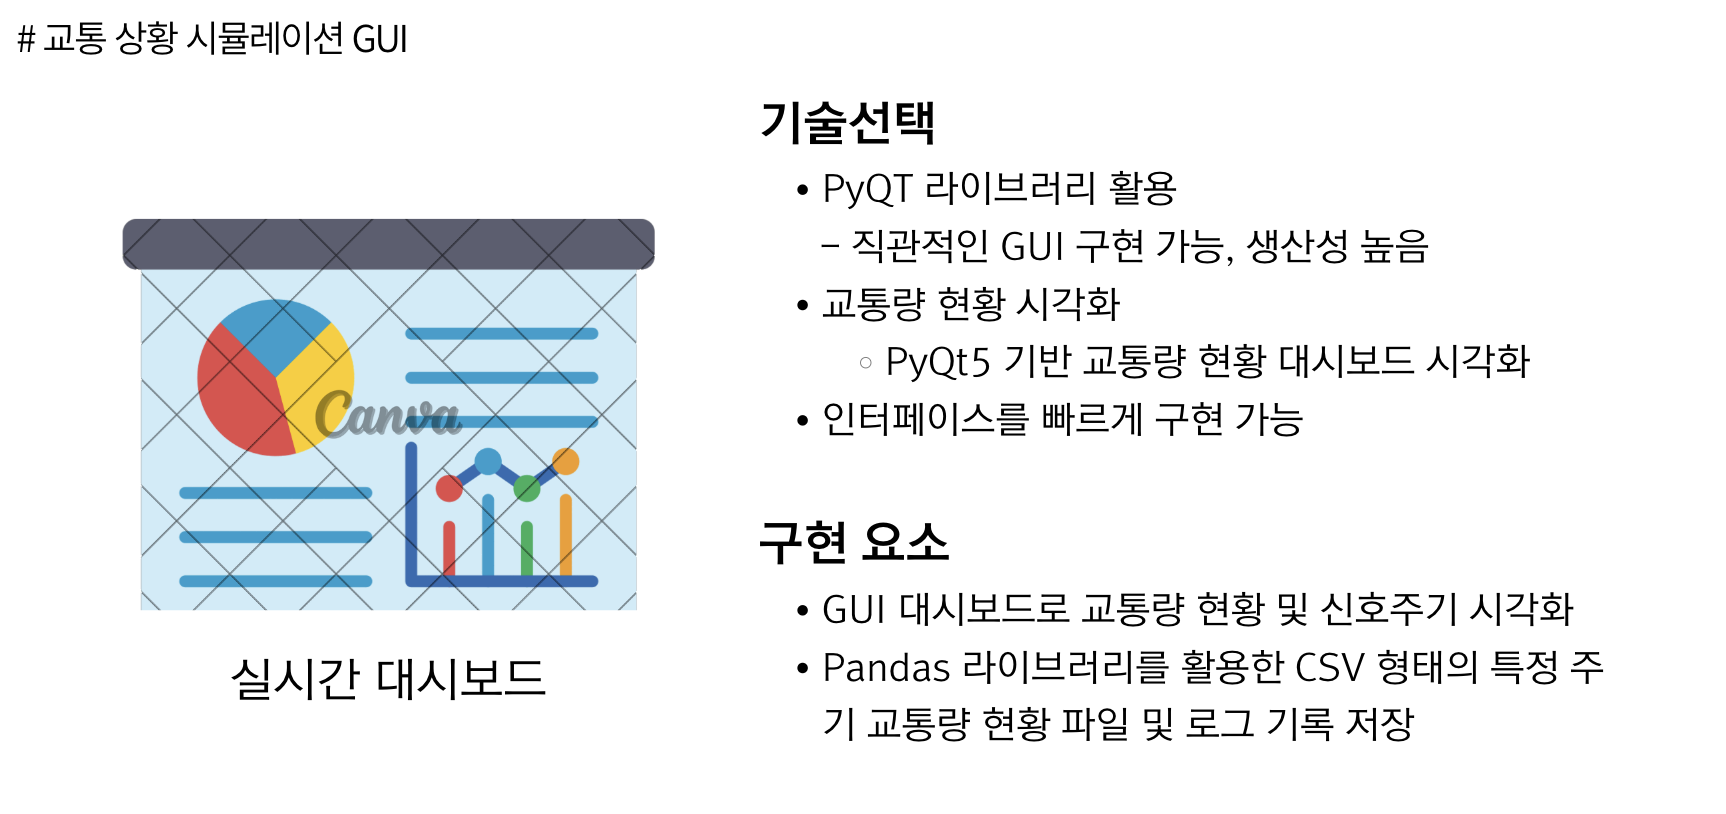 # 교통 상황 시뮬레이션 GUI
기술선택
• PyQT 라이브러리 활용
– 직관적인 GUI 구현 가능, 생산성 높음
• 교통량 현황 시각화
◦ PyQt5 기반 교통량 현황 대시보드 시각화
• 인터페이스를 빠르게 구현 가능
Canva
실시간 대시보드
구현 요소
• GUI 대시보드로 교통량 현황 및 신호주기 시각화
• Pandas 라이브러리를 활용한 CSV 형태의 특정 주
기 교통량 현황 파일 및 로그 기록 저장